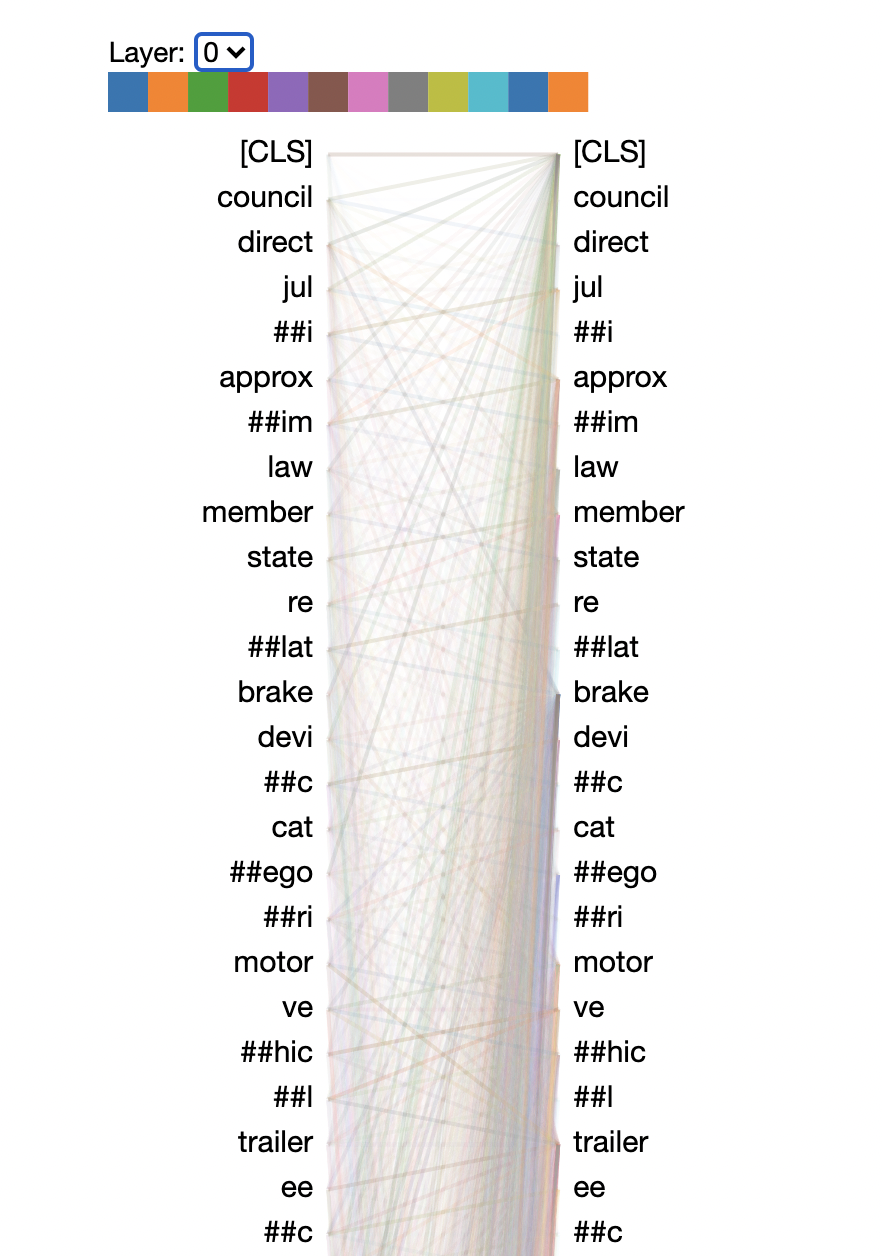 Layer: 0
[CLS] [CLS]
council council
direct direct
jul jul
##i ##i
approx approx
##im ##im
law law
member member
state state
re re
##lat ##lat
brake brake
devi devi
##c ##c
cat cat
##ego ##ego
##ri ##ri
motor motor
ve ve
##hic ##hic
##l ##l
trailer trailer
ee ee
##c ##c